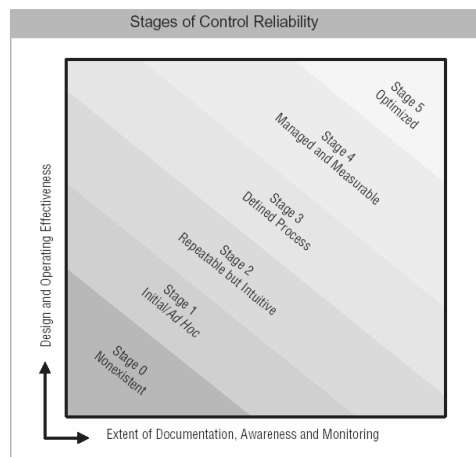 Stages of Control Reliability
Stage 5
Optimized
Stage 4
Managed and Measurable
Stage 3
Defined Process
Stage 2
Repeatable but Intuitive
Stage 1
Initial/Ad Hoc
Stage 0
Nonexistent
Design and Operating Effectiveness
Extent of Documentation, Awareness and Monitoring